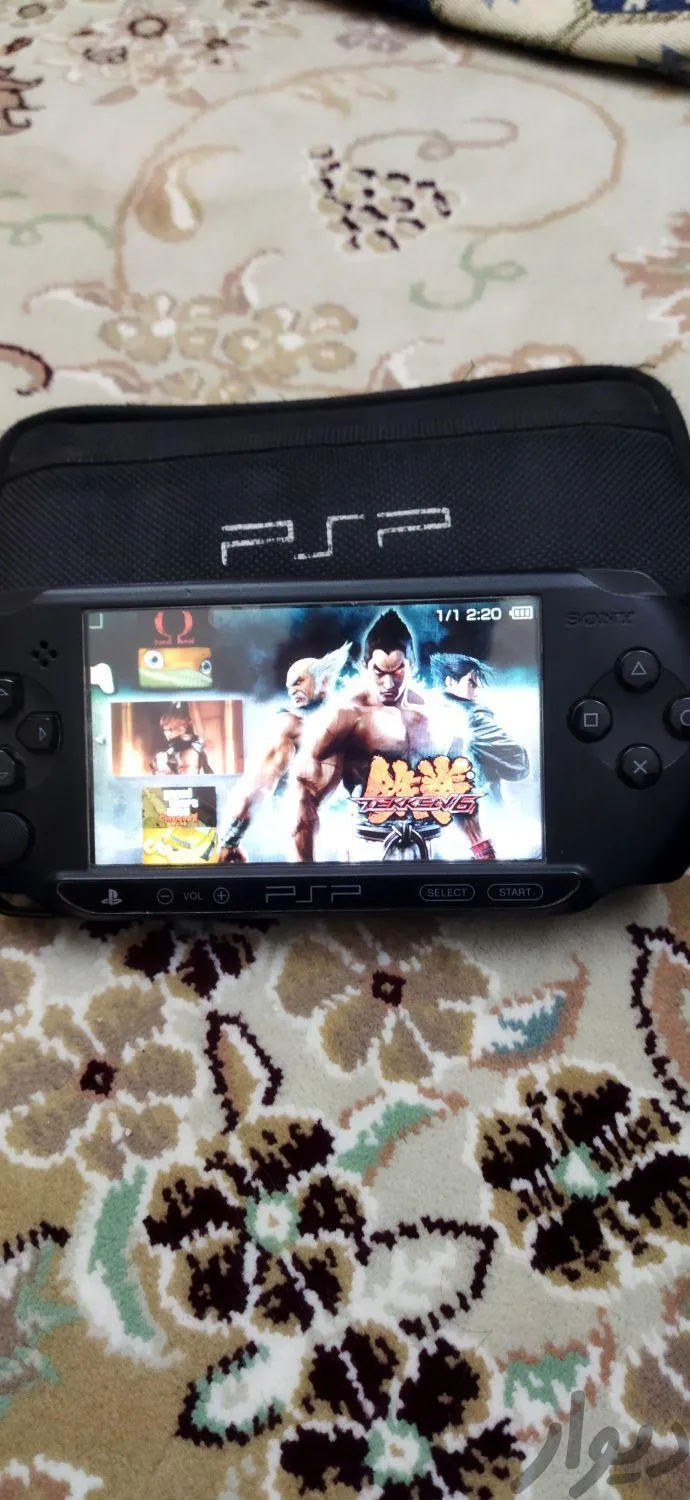 PSP
SONY
1/1 2:20
TEKKEN 6
VOL
PSP
SELECT
START
دیوار